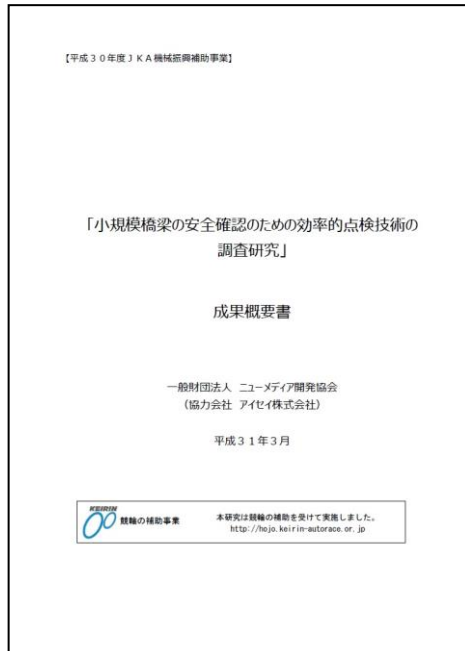 【平成３０年度ＪＫＡ機械振興補助事業】
「小規模橋梁の安全確認のための効率的点検技術の
調査研究」
成果概要書
一般財団法人 ニューメディア開発協会
（協力会社 アイセイ株式会社）
平成３１年３月
KEIRIN
競輪の補助事業
本研究は競輪の補助を受けて実施しました。
http://hojo.keirin-autorace.or.jp